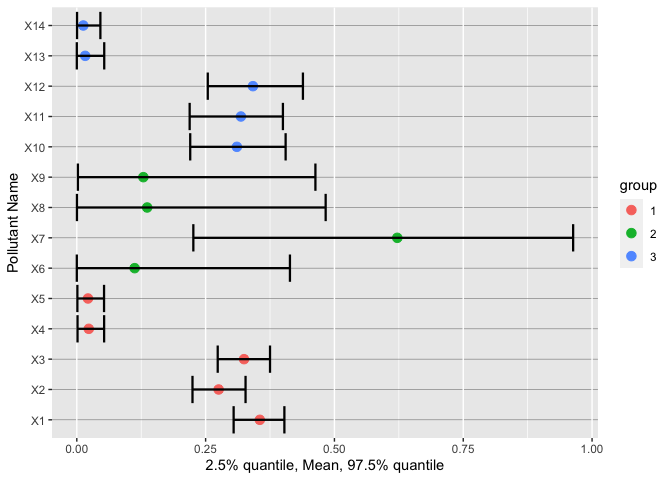 X14
X13
X12
X11
X10
X9
X8
X7
X6
X5
X4
X3
X2
X1
Pollutant Name
0.00 0.25 0.50 0.75 1.00
2.5% quantile, Mean, 97.5% quantile
group
1
2
3